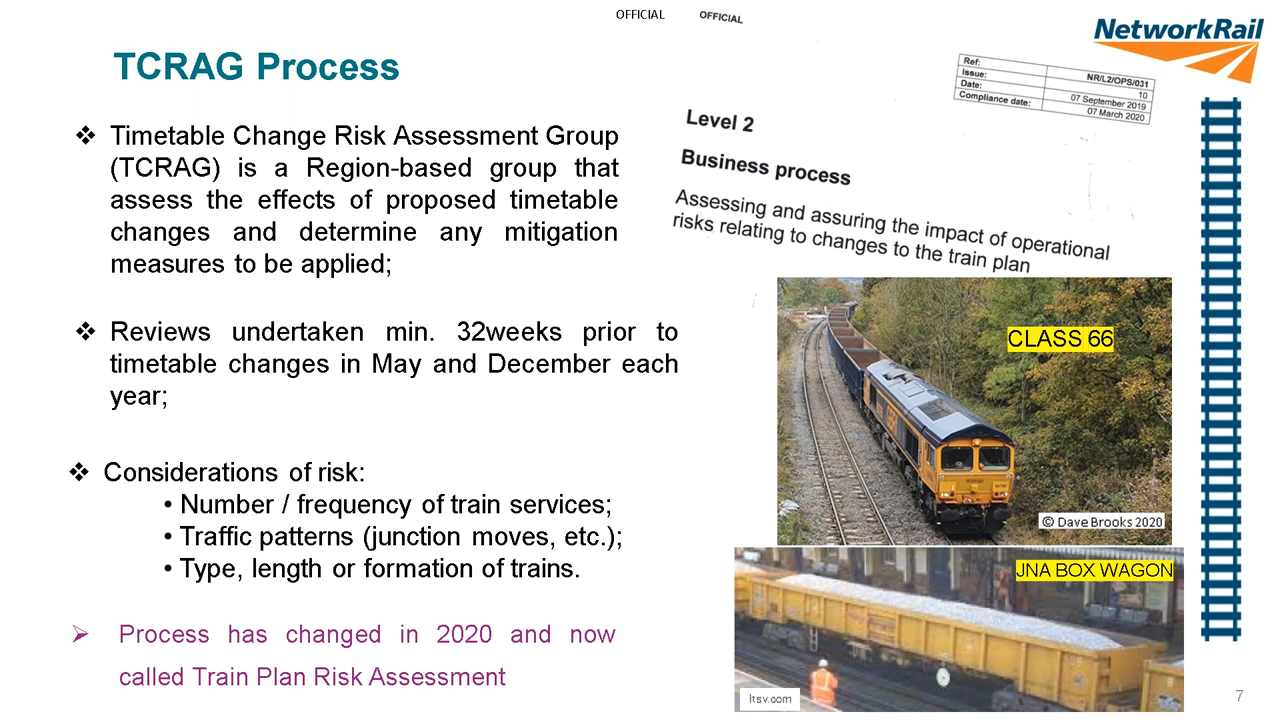 OFFICIAL
OFFICIAL
NetworkRail
TCRAG Process
Ref: NR/L2/OPS/031
Issue: 10
Date: 07 September 2019
Compliance date: 07 March 2020
Level 2
Business process
Assessing and assuring the impact of operational
risks relating to changes to the train plan
❖ Timetable Change Risk Assessment Group
(TCRAG) is a Region-based group that
assess the effects of proposed timetable
changes and determine any mitigation
measures to be applied;
❖ Reviews undertaken min. 32weeks prior to
timetable changes in May and December each
year;
❖ Considerations of risk:
• Number / frequency of train services;
• Traffic patterns (junction moves, etc.);
• Type, length or formation of trains.
➢ Process has changed in 2020 and now
called Train Plan Risk Assessment
CLASS 66
© Dave Brooks 2020
JNA BOX WAGON
ltsv.com
7